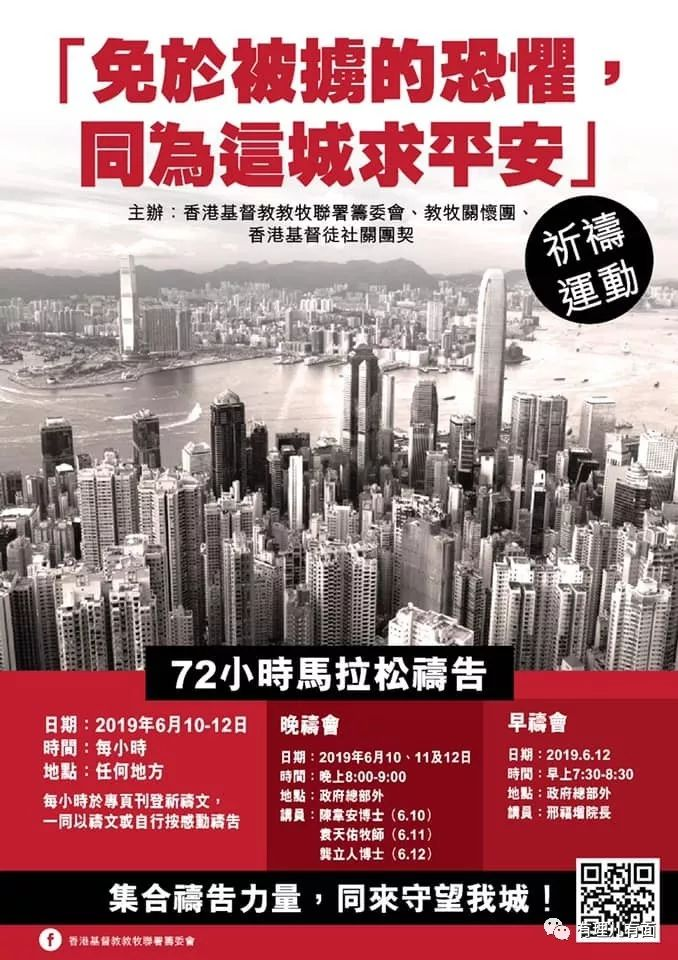 「免於被擄的恐懼，
同為這城求平安」
主辦：香港基督教教牧聯署籌委會、教牧關懷團、
香港基督徒社關團契
祈禱
運動
72小時馬拉松禱告
日期：2019年6月10-12日
時間：每小時
地點：任何地方
每小時於專頁刊登祈禱文，
一同以禱文或自行按感動禱告
晚禱會
日期：2019年6月10、11及12日
時間：晚上8:00-9:00
地點：政府總部外
講員：陳韋安博士（6.10）
袁天佑牧師（6.11）
龔立人博士（6.12）
早禱會
日期：2019.6.12
時間：早上7:30-8:30
地點：政府總部外
講員：邢福增院長
集合禱告力量，同來守望我城！
f 香港基督教教牧聯署籌委會
有理儿有面